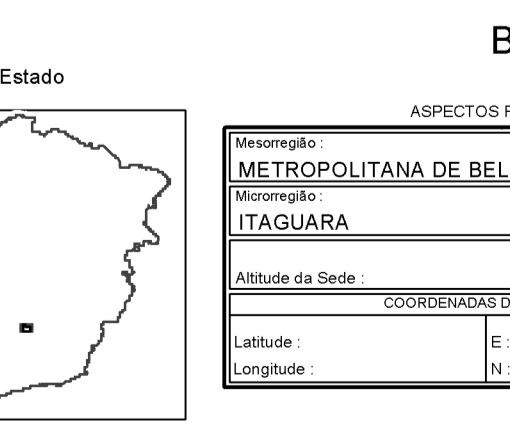 B
Estado
ASPECTOS F
Mesorregião :
METROPOLITANA DE BEL
Microrregião :
ITAGUARA
Altitude da Sede :
COORDENADAS D
Latitude :
E :
Longitude :
N :